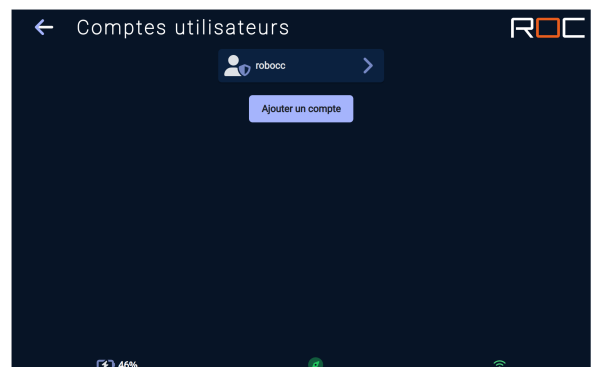 Comptes utilisateurs
ROC
robocc
Ajouter un compte
46%